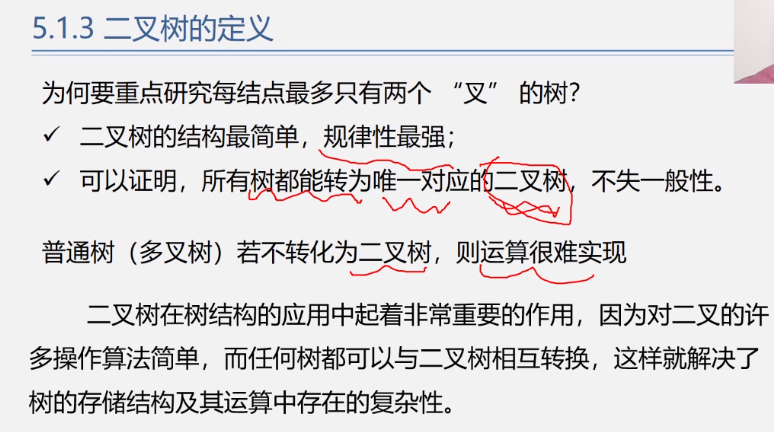 5.1.3 二叉树的定义
为何要重点研究每结点最多只有两个 “叉” 的树?
✓ 二叉树的结构最简单，规律性最强；
✓ 可以证明，所有树都能转为唯一对应的二叉树，不失一般性。
普通树（多叉树）若不转化为二叉树，则运算很难实现
二叉树在树结构的应用中起着非常重要的作用，因为对二叉的许
多操作算法简单，而任何树都可以与二叉树相互转换，这样就解决了
树的存储结构及其运算中存在的复杂性。